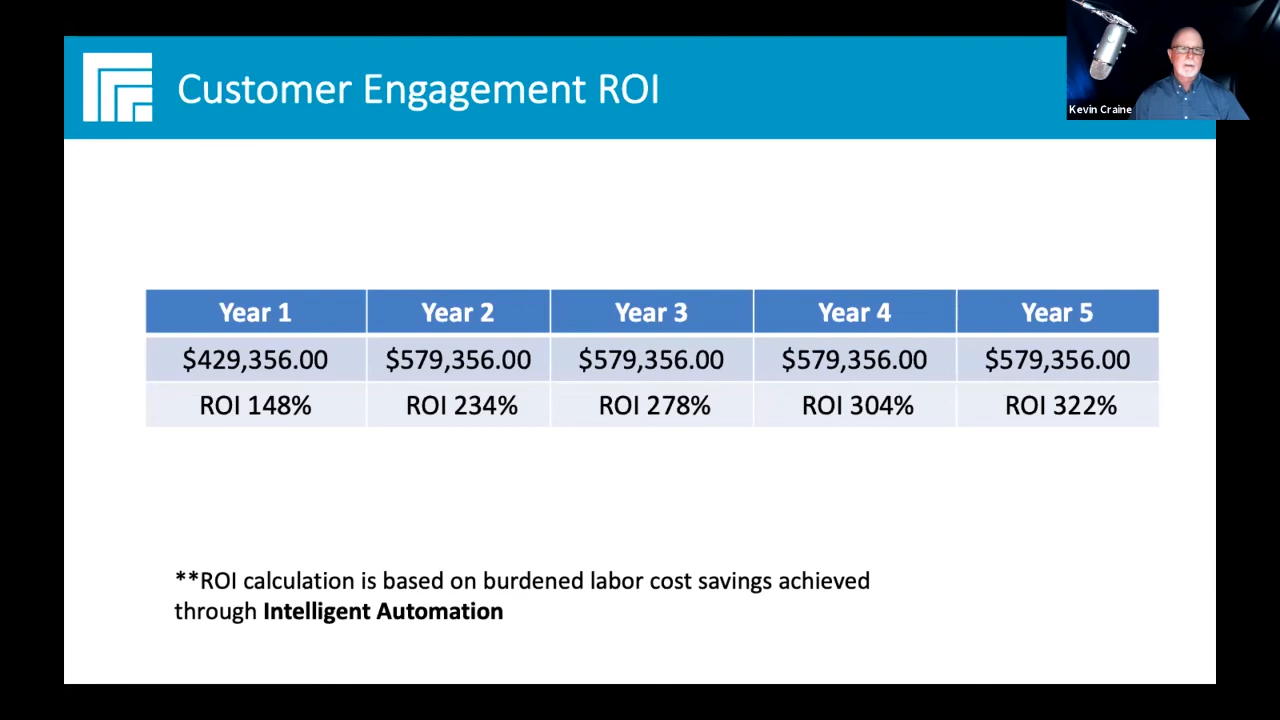 Customer Engagement ROI
Kevin Craine
Year 1 Year 2 Year 3 Year 4 Year 5
$429,356.00 $579,356.00 $579,356.00 $579,356.00 $579,356.00
ROI 148% ROI 234% ROI 278% ROI 304% ROI 322%
**ROI calculation is based on burdened labor cost savings achieved
through Intelligent Automation